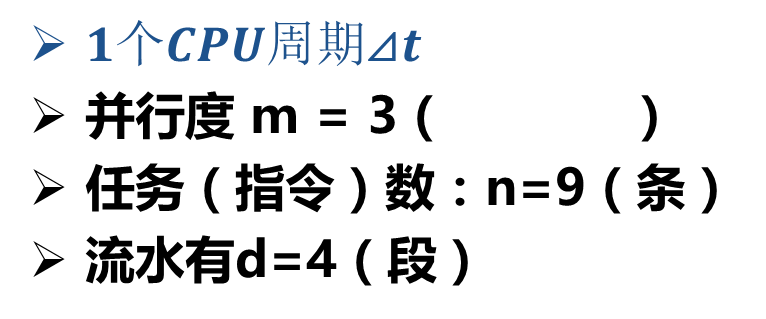 ➢ 1个CPU周期⊿t
➢ 并行度 m = 3（ ）
➢ 任务（指令）数：n=9（条）
➢ 流水有d=4（段）